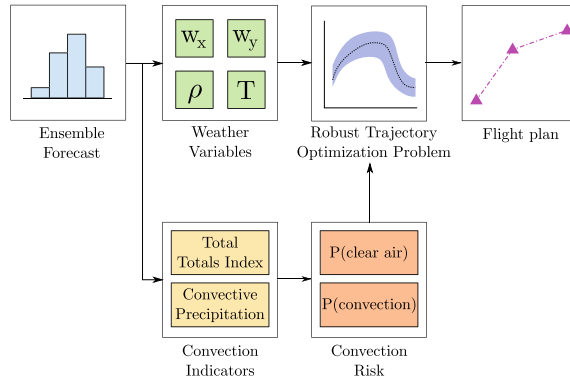 w_x
w_y
ρ
T
Ensemble
Forecast
Weather
Variables
Robust Trajectory
Optimization Problem
Flight plan
Total
Totals Index
Convective
Precipitation
P(clear air)
P(convection)
Convection
Indicators
Convection
Risk